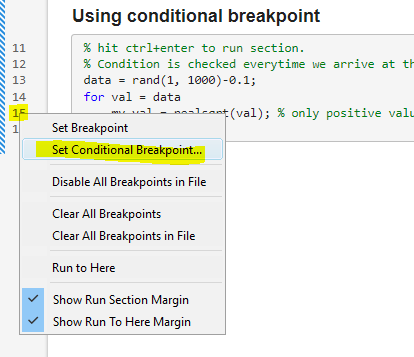 Using conditional breakpoint
11 % hit ctrl+enter to run section.
12 % Condition is checked everytime we arrive at th
13 data = rand(1, 1000)-0.1;
14 for val = data
15 my_val = realsqrt(val); % only positive valu
1
Set Breakpoint
Set Conditional Breakpoint...
Disable All Breakpoints in File
Clear All Breakpoints
Clear All Breakpoints in File
Run to Here
Show Run Section Margin
Show Run To Here Margin